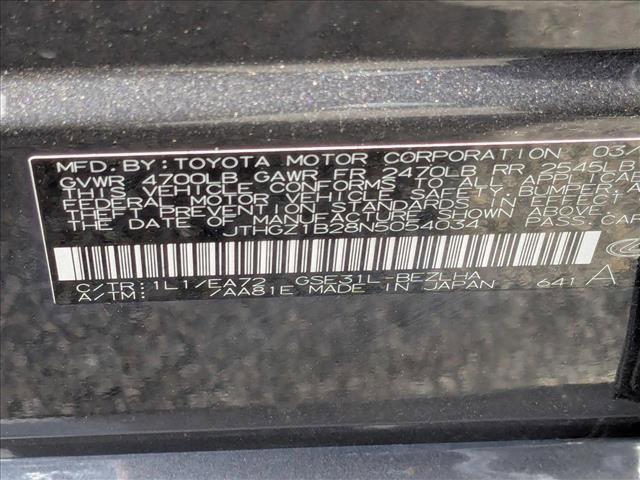 MFD. BY: TOYOTA MOTOR CORPORATION 03/
GVWR 4700LB GAWR FR 2470LB RR 2545LB
THIS VEHICLE CONFORMS TO ALL APPLICAB
FEDERAL MOTOR VEHICLE SAFETY, BUMPER, A
THEFT PREVENTION STANDARDS IN EFFECT
THE DATE OF MANUFACTURE SHOWN ABOVE.
JTHGZ1B28N5054034 PASS. CAR
C/TR: 1L1/EA72 GSE31L-BEZLHA
A/TM: /AA81E MADE IN JAPAN 641 A